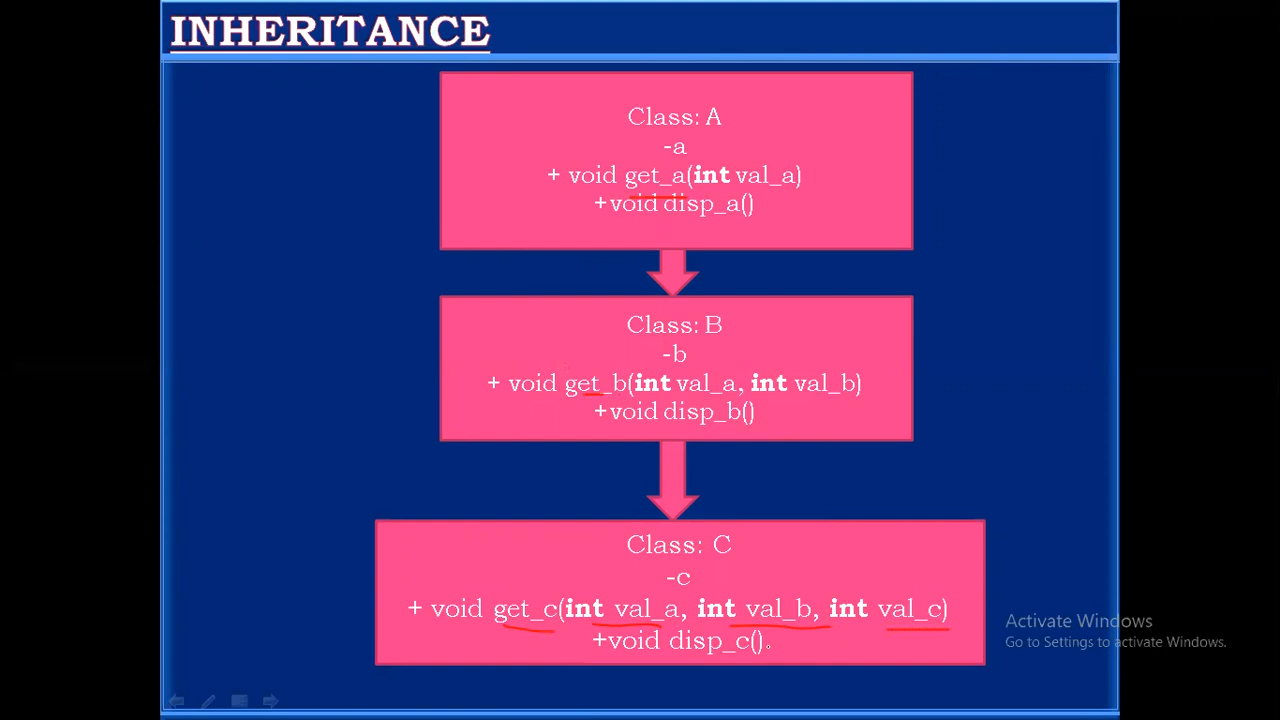 INHERITANCE
Class: A
-a
+ void get_a(int val_a)
+void disp_a()
Class: B
-b
+ void get_b(int val_a, int val_b)
+void disp_b()
Class: C
-c
+ void get_c(int val_a, int val_b, int val_c)
+void disp_c()
Activate Windows
Go to Settings to activate Windows.